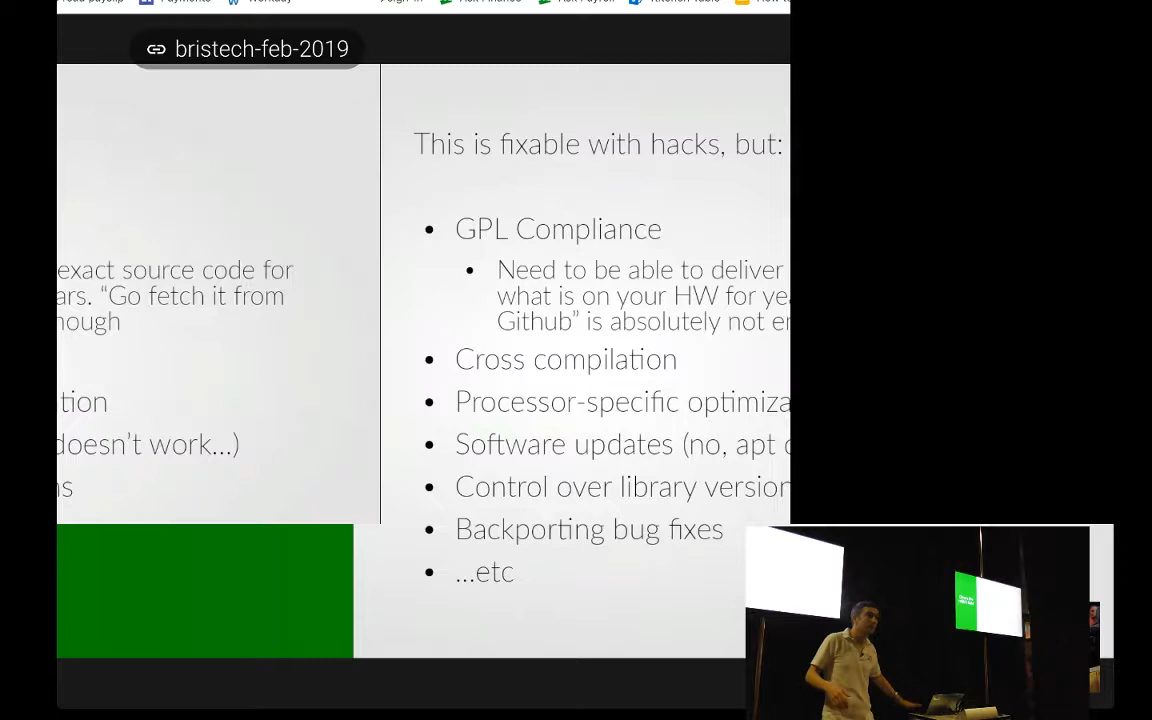 bristech-feb-2019
This is fixable with hacks, but:
• GPL Compliance
exact source code for
• Need to be able to deliver
ars. “Go fetch it from
what is on your HW for yea
nough
Github” is absolutely not en
• Cross compilation
tion
• Processor-specific optimiza
doesn’t work...)
• Software updates (no, apt
ns
• Control over library version
• Backporting bug fixes
• ...etc